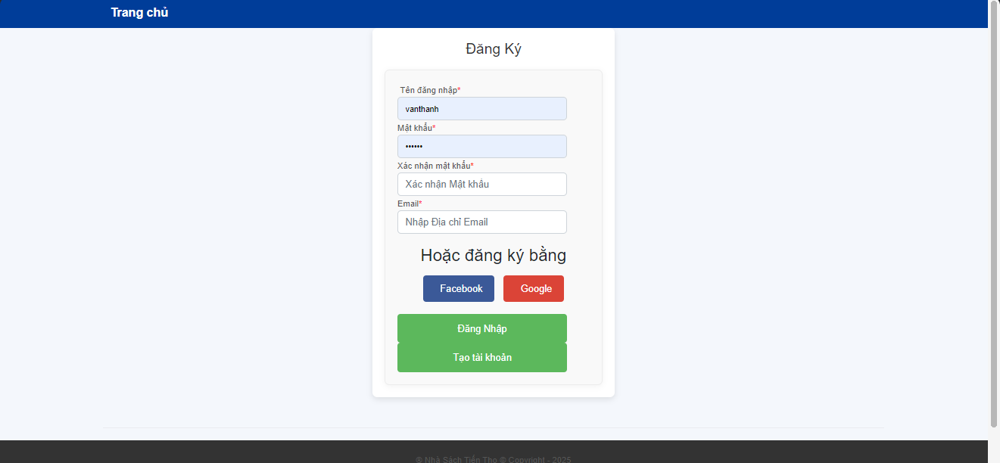 Trang chủ
Đăng Ký
Tên đăng nhập*
vanthanh
Mật khẩu*
••••••
Xác nhận mật khẩu*
Xác nhận Mật khẩu
Email*
Nhập Địa chỉ Email
Hoặc đăng ký bằng
Facebook Google
Đăng Nhập
Tạo tài khoản
® Nhà Sách Tiến Thọ © Copyright - 2025